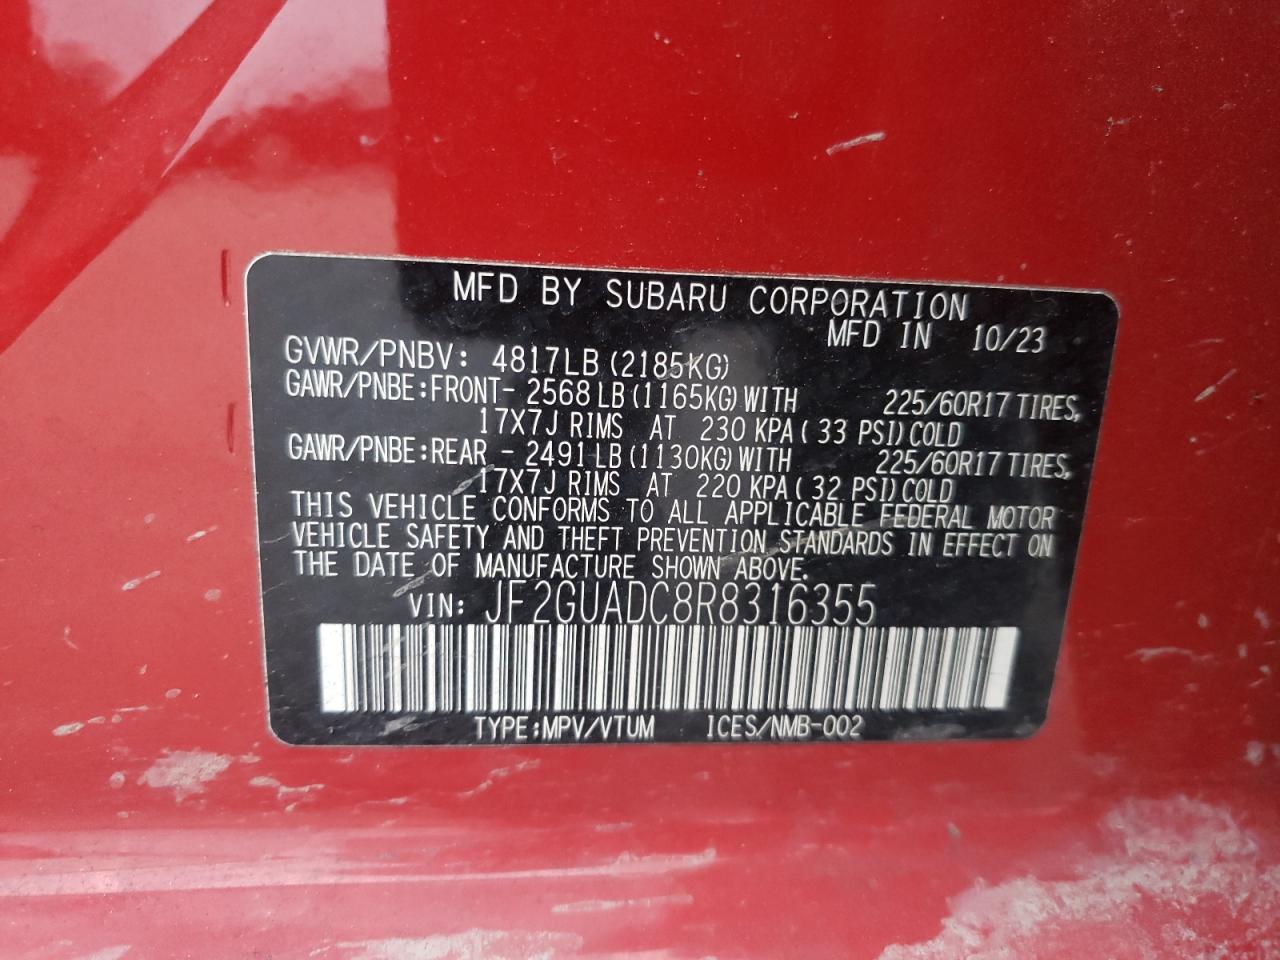 MFD BY SUBARU CORPORATION
MFD IN 10/23
GVWR/PNBV: 4817LB (2185KG)
GAWR/PNBE:FRONT- 2568 LB (1165KG) WITH 225/60R17 TIRES,
17X7J RIMS AT 230 KPA ( 33 PSI) COLD
GAWR/PNBE:REAR - 2491 LB (1130KG) WITH 225/60R17 TIRES,
17X7J RIMS AT 220 KPA ( 32 PSI) COLD
THIS VEHICLE CONFORMS TO ALL APPLICABLE FEDERAL MOTOR
VEHICLE SAFETY AND THEFT PREVENTION STANDARDS IN EFFECT ON
THE DATE OF MANUFACTURE SHOWN ABOVE.
VIN: JF2GUADC8R8316355
TYPE:MPV/VTUM ICES/NMB-002